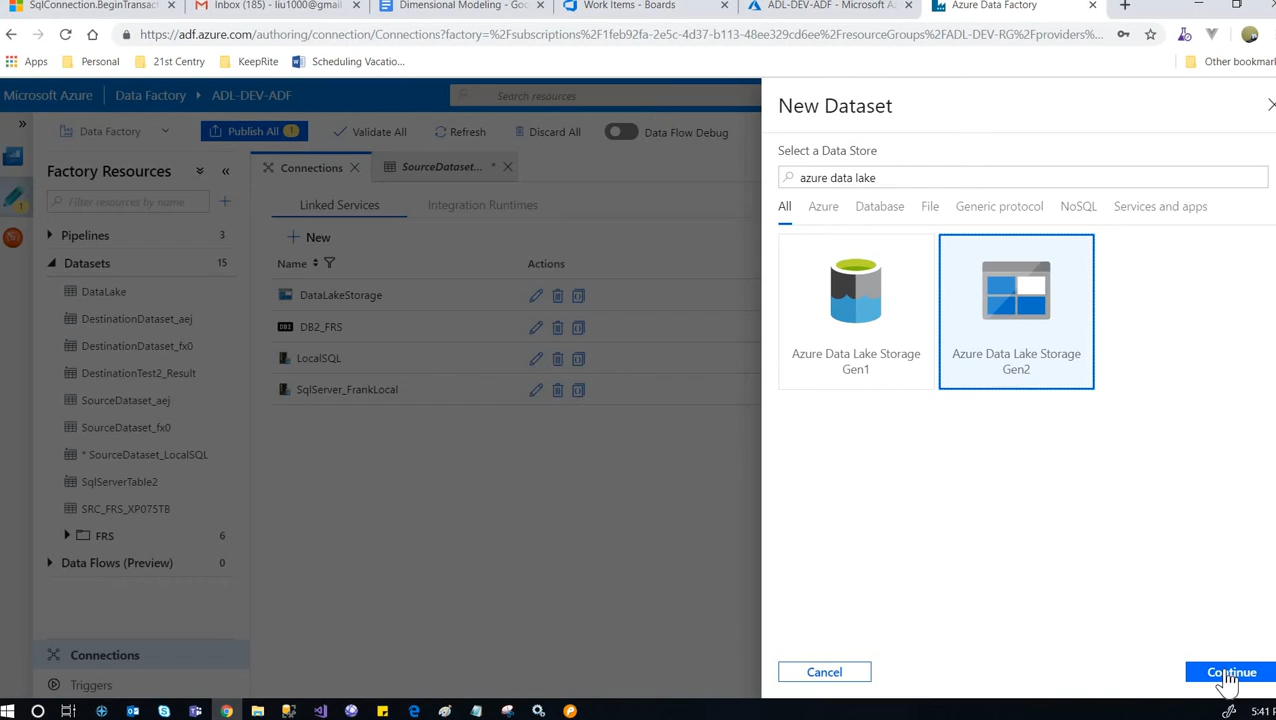 SqlConnection.BeginTransac
Inbox (185) - liu1000@gmail
Dimensional Modeling - Goo
Work Items - Boards
ADL-DEV-ADF - Microsoft A
Azure Data Factory
https://adf.azure.com/authoring/connection/Connections?factory=%2Fsubscriptions%2F1feb92fa-2e5c-4d37-b113-48ee329cd6ee%2FresourceGroups%2FADL-DEV-RG%2Fproviders%...
Apps
Personal
21st Centry
KeepRite
Scheduling Vacatio...
Other bookmar
Microsoft Azure
Data Factory
ADL-DEV-ADF
Search resources
Data Factory
Publish All 1
Validate All
Refresh
Discard All
Data Flow Debug
Factory Resources
Filter resources by name
Pipelines 3
Datasets 15
DataLake
DestinationDataset_aej
DestinationDataset_fx0
DestinationTest2_Result
SourceDataset_aej
SourceDataset_fx0
* SourceDataset_LocalSQL
SqlServerTable2
SRC_FRS_XP075TB
FRS 6
Data Flows (Preview) 0
Connections
Triggers
Connections
SourceDataset... *
Linked Services
Integration Runtimes
New
Name
Actions
DataLakeStorage
DB2 DB2_FRS
LocalSQL
SqlServer_FrankLocal
New Dataset
Select a Data Store
azure data lake
All Azure Database File Generic protocol NoSQL Services and apps
Azure Data Lake Storage
Gen1
Azure Data Lake Storage
Gen2
Cancel
Continue
5:41 P